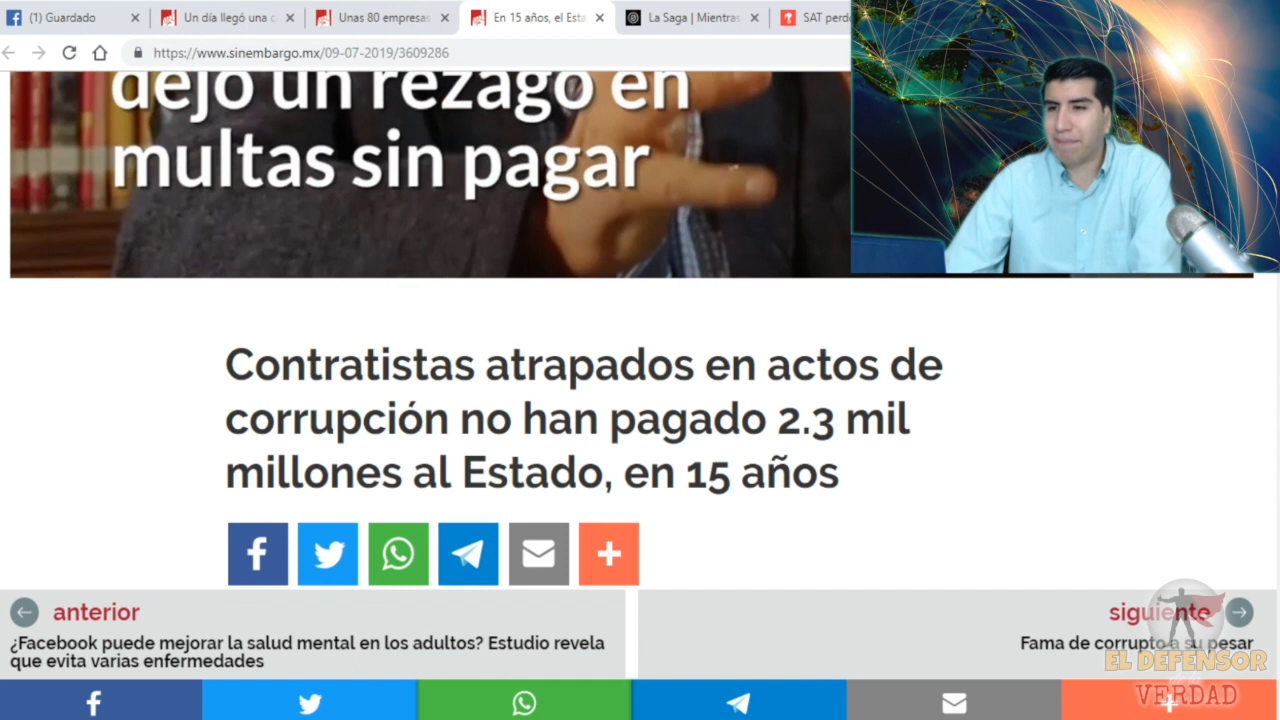 (1) Guardado
Un día llegó una c
Unas 80 empresas
En 15 años, el Esta
La Saga | Mientras
SAT perd
https://www.sinembargo.mx/09-07-2019/3609286
dejó un rezago en
multas sin pagar
Contratistas atrapados en actos de
corrupción no han pagado 2.3 mil
millones al Estado, en 15 años
anterior
¿Facebook puede mejorar la salud mental en los adultos? Estudio revela
que evita varias enfermedades
siguiente
Fama de corrupto a su pesar
EL DEFENSOR
VERDAD